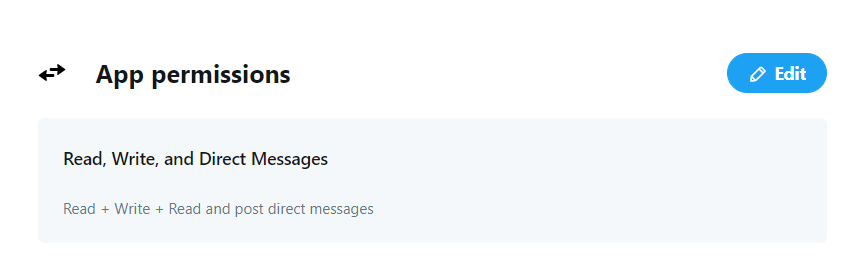 App permissions
Edit
Read, Write, and Direct Messages
Read + Write + Read and post direct messages